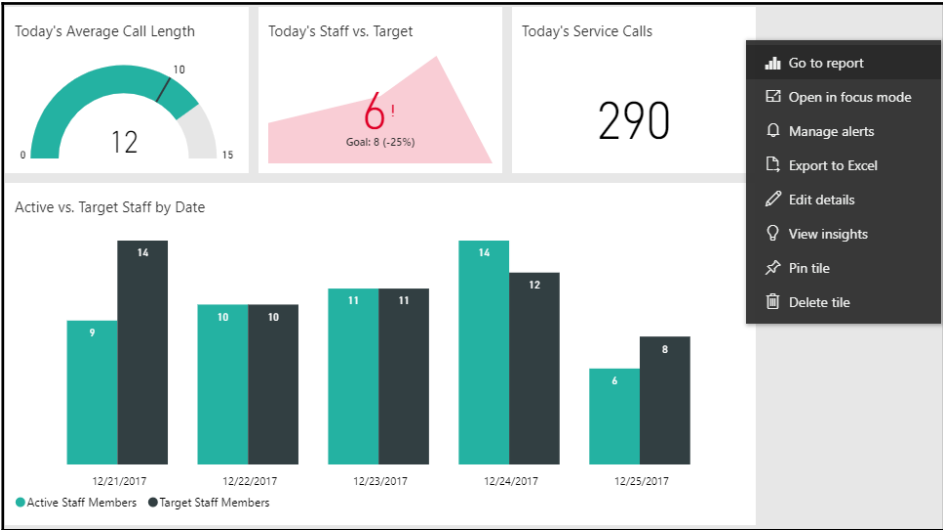 Today's Average Call Length
10
12
0
15
Today's Staff vs. Target
6!
Goal: 8 (-25%)
Today's Service Calls
290
Go to report
Open in focus mode
Manage alerts
Export to Excel
Edit details
View insights
Pin tile
Delete tile
Active vs. Target Staff by Date
9 14
10 10
11 11
14 12
6 8
12/21/2017 12/22/2017 12/23/2017 12/24/2017 12/25/2017
Active Staff Members Target Staff Members